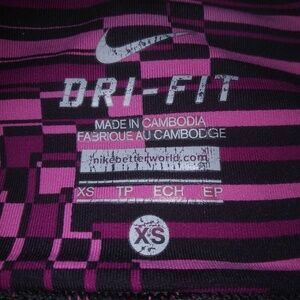 DRI-FIT
MADE IN CAMBODIA
FABRIQUE AU CAMBODGE
nikebetterworld.com
XS TP ECH EP
XS